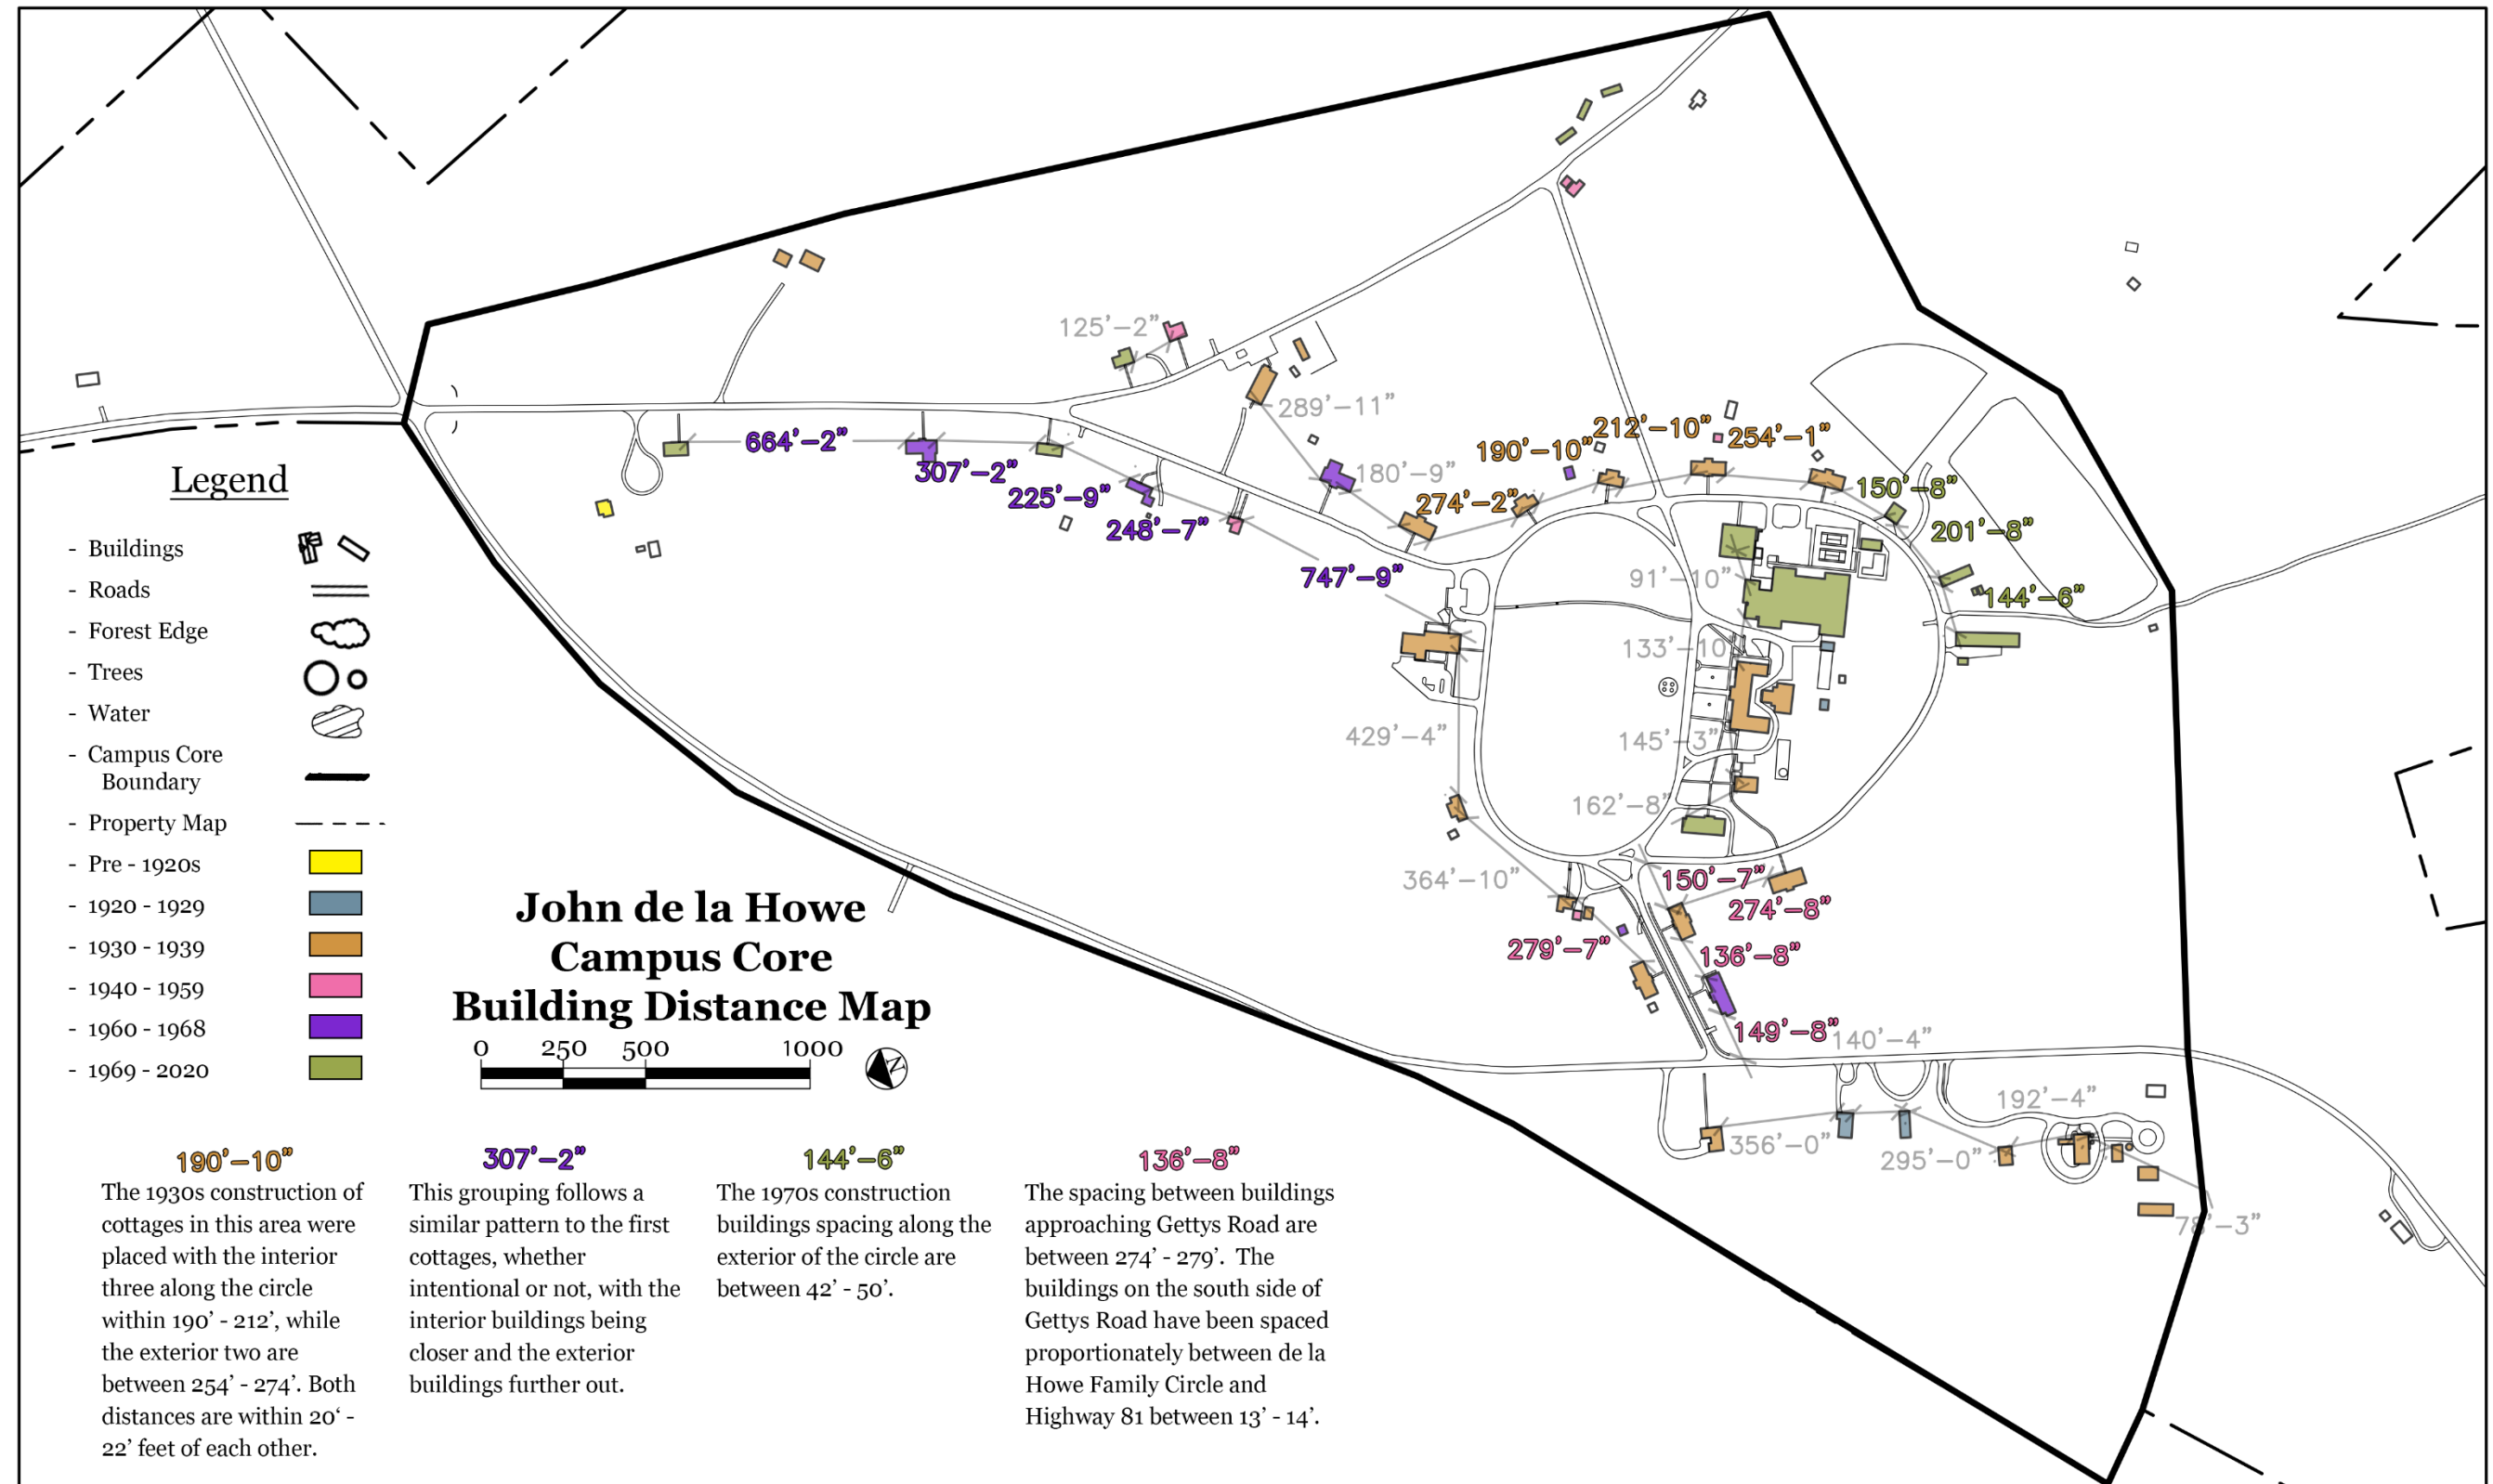 125’–2”
289’–11”
664’–2”
307’–2”
225’–9”
248’–7”
747’–9”
180’–9”
274’–2”
190’–10”
212’–10”
254’–1”
150’–8”
201’–8”
144’–6”
91’–10”
133’–10
145’–3”
162’–8”
429’–4”
364’–10”
150’–7”
274’–8”
279’–7”
136’–8”
149’–8”
140’–4”
192’–4”
356’–0”
295’–0”
78’–3”
Legend
- Buildings
- Roads
- Forest Edge
- Trees
- Water
- Campus Core
Boundary
- Property Map
- Pre - 1920s
- 1920 - 1929
- 1930 - 1939
- 1940 - 1959
- 1960 - 1968
- 1969 - 2020
John de la Howe
Campus Core
Building Distance Map
0 250 500 1000
N
190’–10”
The 1930s construction of
cottages in this area were
placed with the interior
three along the circle
within 190’ - 212’, while
the exterior two are
between 254’ - 274’. Both
distances are within 20‘ -
22’ feet of each other.
307’–2”
This grouping follows a
similar pattern to the first
cottages, whether
intentional or not, with the
interior buildings being
closer and the exterior
buildings further out.
144’–6”
The 1970s construction
buildings spacing along the
exterior of the circle are
between 42’ - 50’.
136’–8”
The spacing between buildings
approaching Gettys Road are
between 274’ - 279’. The
buildings on the south side of
Gettys Road have been spaced
proportionately between de la
Howe Family Circle and
Highway 81 between 13’ - 14’.